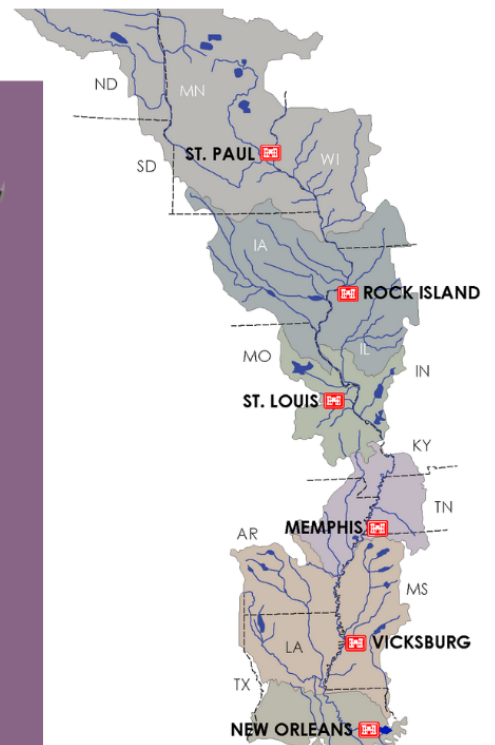 ND
MN
ST. PAUL
WI
SD
IA
ROCK ISLAND
MO
IL
IN
ST. LOUIS
KY
TN
MEMPHIS
AR
MS
VICKSBURG
LA
TX
NEW ORLEANS